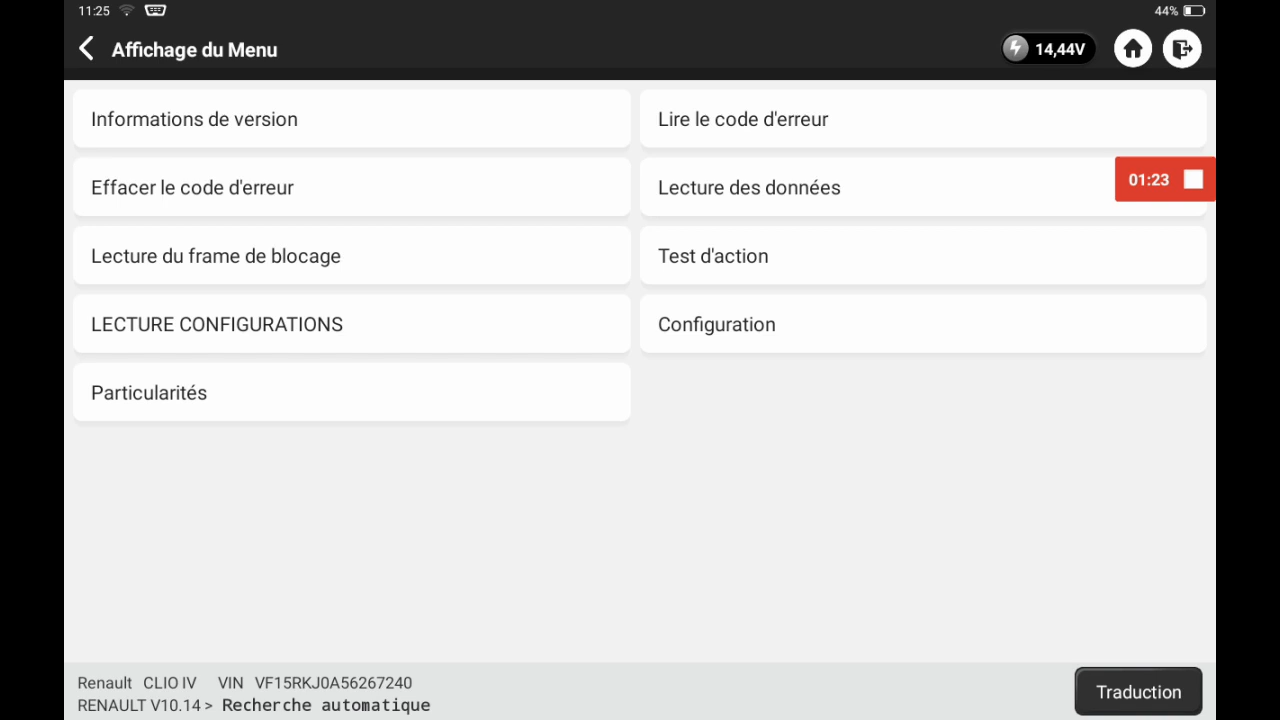 11:25
44%
Affichage du Menu
14,44V
Informations de version
Lire le code d'erreur
Effacer le code d'erreur
Lecture des données
01:23
Lecture du frame de blocage
Test d'action
LECTURE CONFIGURATIONS
Configuration
Particularités
Renault CLIO IV VIN VF15RKJ0A56267240
RENAULT V10.14 > Recherche automatique
Traduction